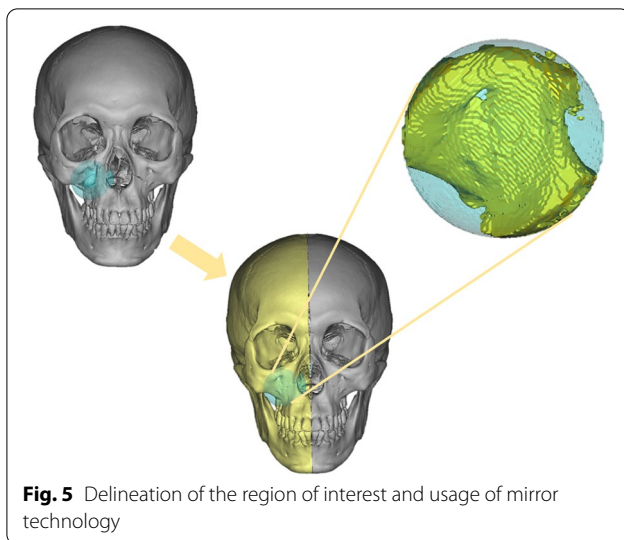 Fig. 5 Delineation of the region of interest and usage of mirror
technology